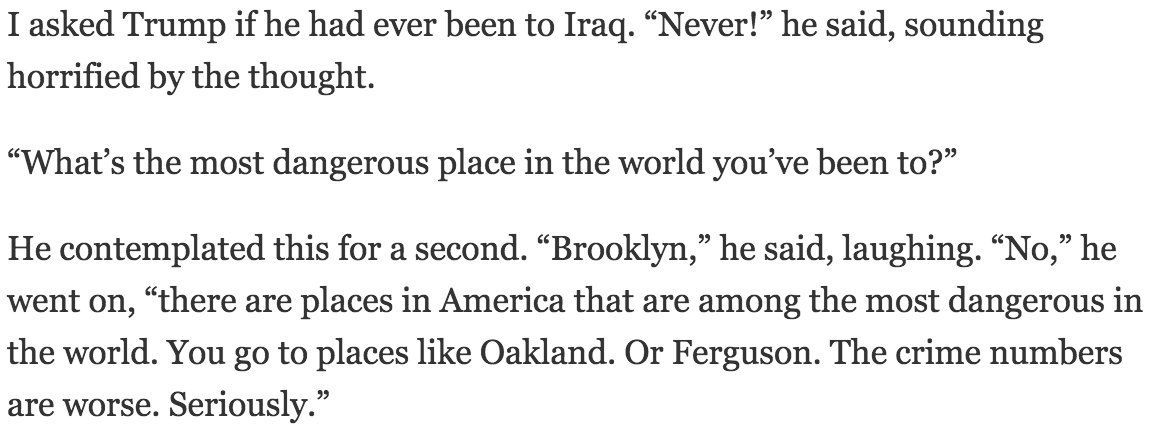 I asked Trump if he had ever been to Iraq. “Never!” he said, sounding
horrified by the thought.
“What’s the most dangerous place in the world you’ve been to?”
He contemplated this for a second. “Brooklyn,” he said, laughing. “No,” he
went on, “there are places in America that are among the most dangerous in
the world. You go to places like Oakland. Or Ferguson. The crime numbers
are worse. Seriously.”